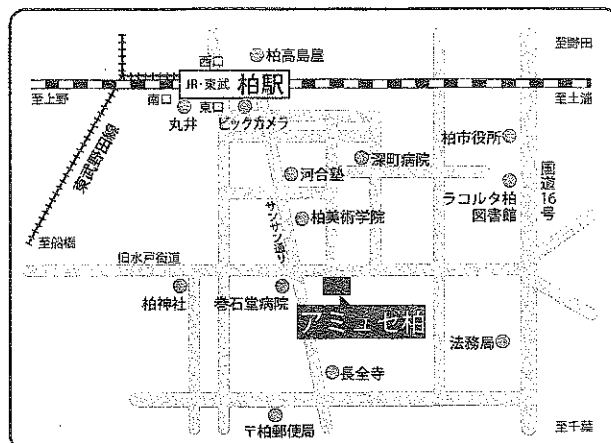 至野田
西口
柏高島屋
JR・東武 柏駅
至上野
南口
東口
至土浦
丸井
ビックカメラ
東武野田線
柏市役所
深町病院
河合塾
ラコルタ柏
図書館
国道16号
サンサン通り
柏美術学院
至船橋
旧水戸街道
柏神社
巻石堂病院
アミュゼ柏
法務局
長全寺
〒柏郵便局
至千葉